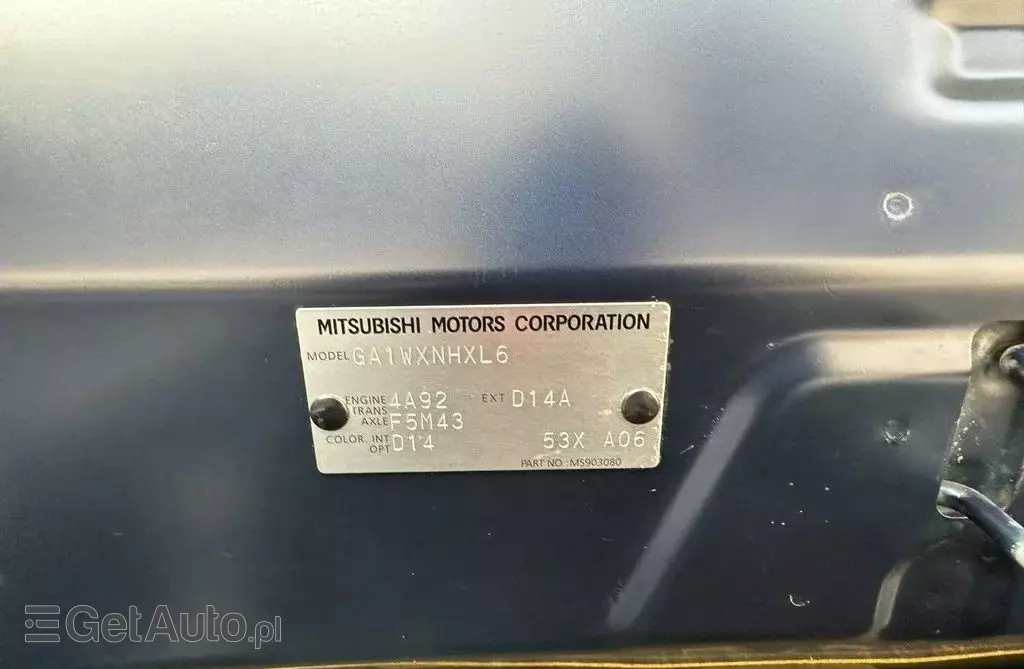 MITSUBISHI MOTORS CORPORATION
MODEL GA1WXNHXL6
ENGINE 4A92 EXT D14A
TRANS
AXLE F5M43
COLOR. INT D14 53X A06
OPT
PART NO.:MS903080
GetAuto.pl